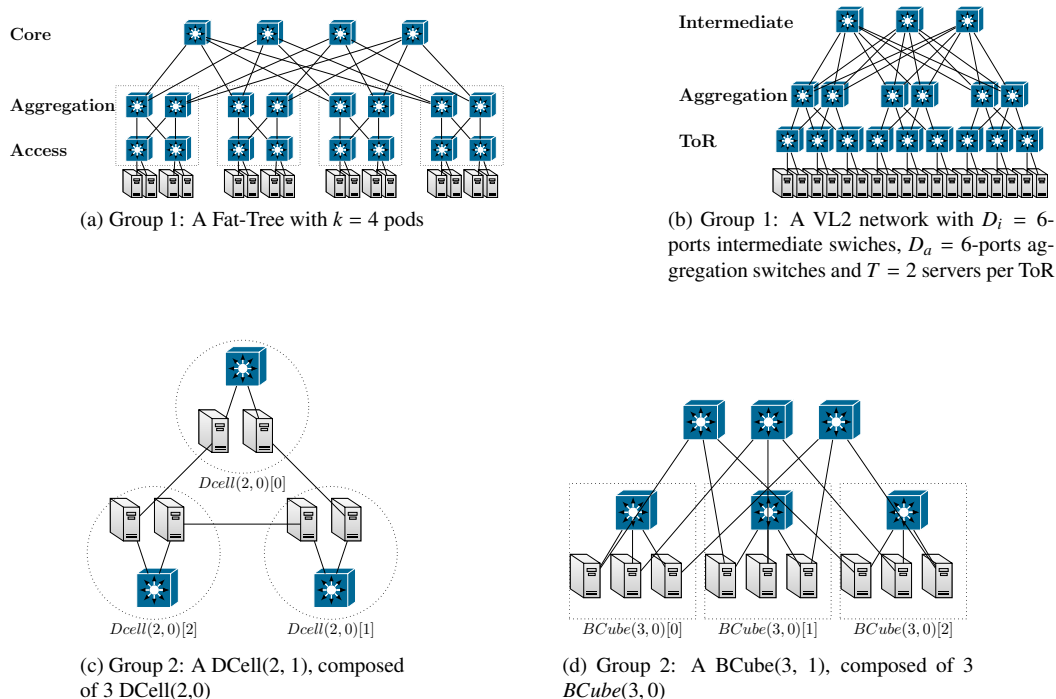 Core
Aggregation
Access
(a) Group 1: A Fat-Tree with k = 4 pods
Intermediate
Aggregation
ToR
(b) Group 1: A VL2 network with D_i = 6-
ports intermediate swiches, D_a = 6-ports ag-
gregation switches and T = 2 servers per ToR
Dcell(2,0)[0]
Dcell(2,0)[2]
Dcell(2,0)[1]
(c) Group 2: A DCell(2, 1), composed
of 3 DCell(2,0)
BCube(3,0)[0]
BCube(3,0)[1]
BCube(3,0)[2]
(d) Group 2: A BCube(3, 1), composed of 3
BCube(3,0)